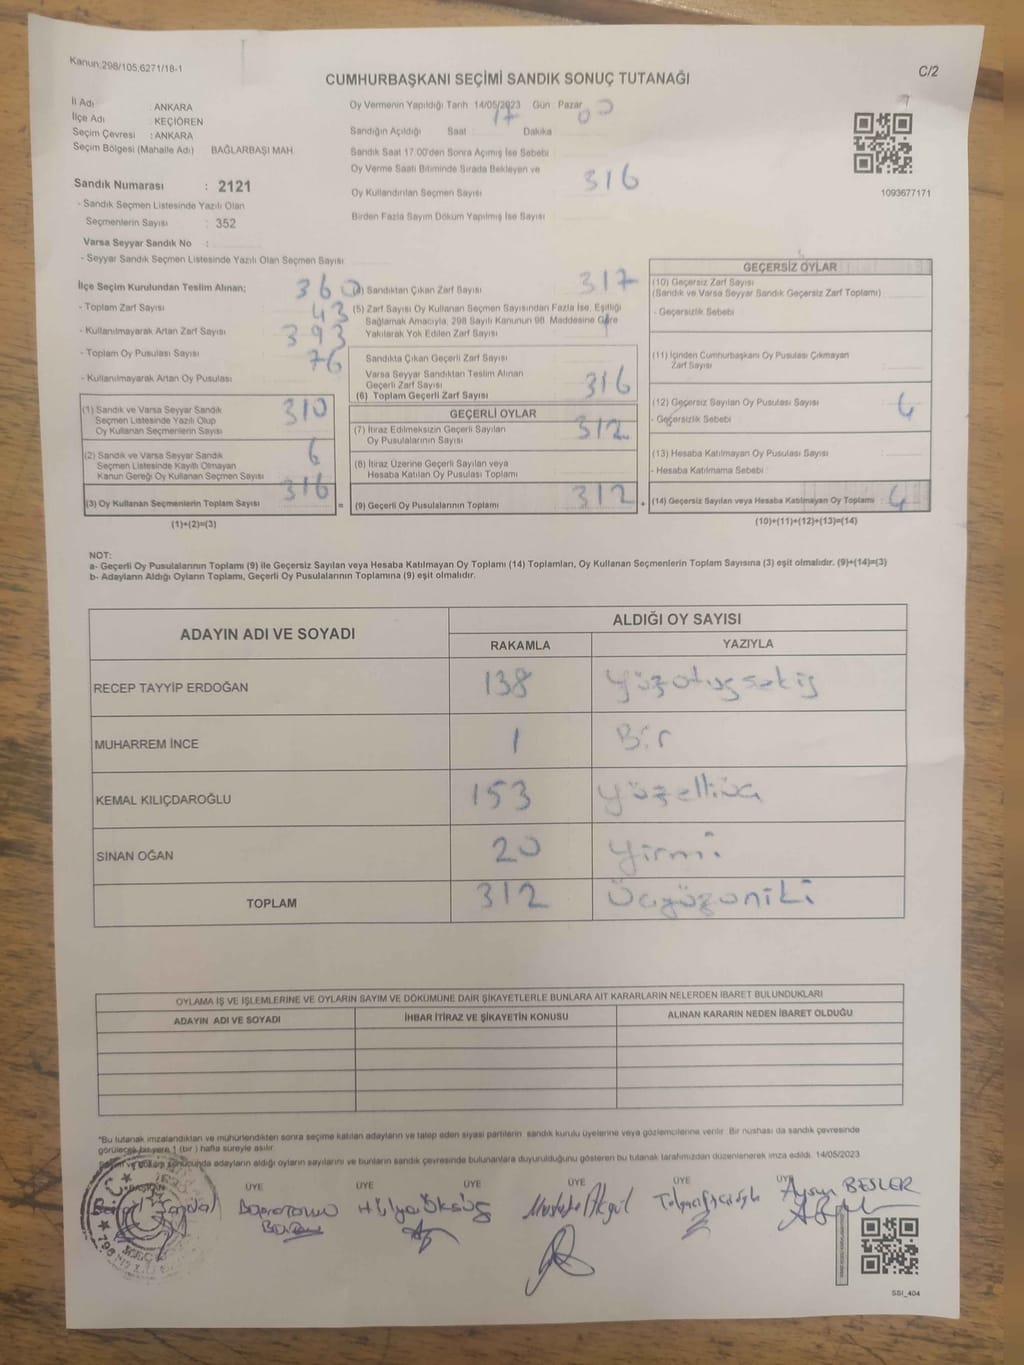 Kanun:298/105,6271/18-1
CUMHURBAŞKANI SEÇİMİ SANDIK SONUÇ TUTANAĞI
C/2
İl Adı : ANKARA
İlçe Adı : KEÇİÖREN
Seçim Çevresi : ANKARA
Seçim Bölgesi (Mahalle Adı) BAĞLARBAŞI MAH.
Sandık Numarası : 2121
- Sandık Seçmen Listesinde Yazılı Olan
Seçmenlerin Sayısı : 352
Varsa Seyyar Sandık No :
- Seyyar Sandık Seçmen Listesinde Yazılı Olan Seçmen Sayısı:
Oy Vermenin Yapıldığı Tarih 14/05/2023 Gün : Pazar
Sandığın Açıldığı Saat 17 Dakika 00
Sandık Saat 17:00'den Sonra Açımış İse Sebebi
Oy Verme Saati Bitiminde Sırada Bekleyen ve
Oy Kullandırılan Seçmen Sayısı 316
Birden Fazla Sayım Döküm Yapılmış İse Sayısı
1093677171
İlçe Seçim Kurulundan Teslim Alınan;
- Toplam Zarf Sayısı 360
- Kullanılmayarak Artan Zarf Sayısı 43
- Toplam Oy Pusulası Sayısı 393
- Kullanılmayarak Artan Oy Pusulası 76
(1) Sandık ve Varsa Seyyar Sandık
Seçmen Listesinde Yazılı Olup
Oy Kullanan Seçmenlerin Sayısı 310
(2) Sandık ve Varsa Seyyar Sandık
Seçmen Listesinde Kayıtlı Olmayan
Kanun Gereği Oy Kullanan Seçmen Sayısı 6
(3) Oy Kullanan Seçmenlerin Toplam Sayısı 316 =
(1)+(2)=(3)
(4) Sandıktan Çıkan Zarf Sayısı 317
(5) Zarf Sayısı Oy Kullanan Seçmen Sayısından Fazla İse, Eşitliği
Sağlamak Amacıyla, 298 Sayılı Kanunun 98. Maddesine Göre
Yakılarak Yok Edilen Zarf Sayısı 1
Sandıkta Çıkan Geçerli Zarf Sayısı
Varsa Seyyar Sandıktan Teslim Alınan
Geçerli Zarf Sayısı
(6) Toplam Geçerli Zarf Sayısı 316
GEÇERLİ OYLAR
(7) İtiraz Edilmeksizin Geçerli Sayılan
Oy Pusulalarının Sayısı 312
(8) İtiraz Üzerine Geçerli Sayılan veya
Hesaba Katılan Oy Pusulası Toplamı
(9) Geçerli Oy Pusulalarının Toplamı 312 +
GEÇERSİZ OYLAR
(10) Geçersiz Zarf Sayısı
(Sandık ve Varsa Seyyar Sandık Geçersiz Zarf Toplamı)
- Geçersizlik Sebebi
(11) İçinden Cumhurbaşkanı Oy Pusulası Çıkmayan
Zarf Sayısı
(12) Geçersiz Sayılan Oy Pusulası Sayısı 4
- Geçersizlik Sebebi
(13) Hesaba Katılmayan Oy Pusulası Sayısı
- Hesaba Katılmama Sebebi
(14) Geçersiz Sayılan veya Hesaba Katılmayan Oy Toplamı 4
(10)+(11)+(12)+(13)=(14)
NOT:
a- Geçerli Oy Pusulalarının Toplamı (9) ile Geçersiz Sayılan veya Hesaba Katılmayan Oy Toplamı (14) Toplamları, Oy Kullanan Seçmenlerin Toplam Sayısına (3) eşit olmalıdır. (9)+(14)=(3)
b- Adayların Aldığı Oyların Toplamı, Geçerli Oy Pusulalarının Toplamına (9) eşit olmalıdır.
ADAYIN ADI VE SOYADI ALDIĞI OY SAYISI
RAKAMLA YAZIYLA
RECEP TAYYİP ERDOĞAN 138 Yüzotuzsekiz
MUHARREM İNCE 1 Bir
KEMAL KILIÇDAROĞLU 153 Yüzelliüç
SİNAN OĞAN 20 Yirmi
TOPLAM 312 Üçyüzoniki
OYLAMA İŞ VE İŞLEMLERİNE VE OYLARIN SAYIM VE DÖKÜMÜNE DAİR ŞİKAYETLERLE BUNLARA AİT KARARLARIN NELERDEN İBARET BULUNDUKLARI
ADAYIN ADI VE SOYADI İHBAR İTİRAZ VE ŞİKAYETİN KONUSU ALINAN KARARIN NEDEN İBARET OLDUĞU
*Bu tutanak imzalandıktan ve mühürlendikten sonra seçime katılan adayların ve talep eden siyasi partilerin sandık kurulu üyelerine veya gözlemcilerine verilir. Bir nüshası da sandık çevresinde
görülecek bir yere 1 (bir ) hafta süreyle asılır.
Sayım ve döküm sonucunda adayların aldığı oyların sayılarını ve bunların sandık çevresinde bulunanlara duyurulduğunu gösteren bu tutanak tarafımızdan düzenlenerek imza edildi. 14/05/2023
BAŞKAN ÜYE ÜYE ÜYE ÜYE ÜYE ÜYE
Hülya Öksüz Mustafa Akgül Aysun BESLER
SSI_404